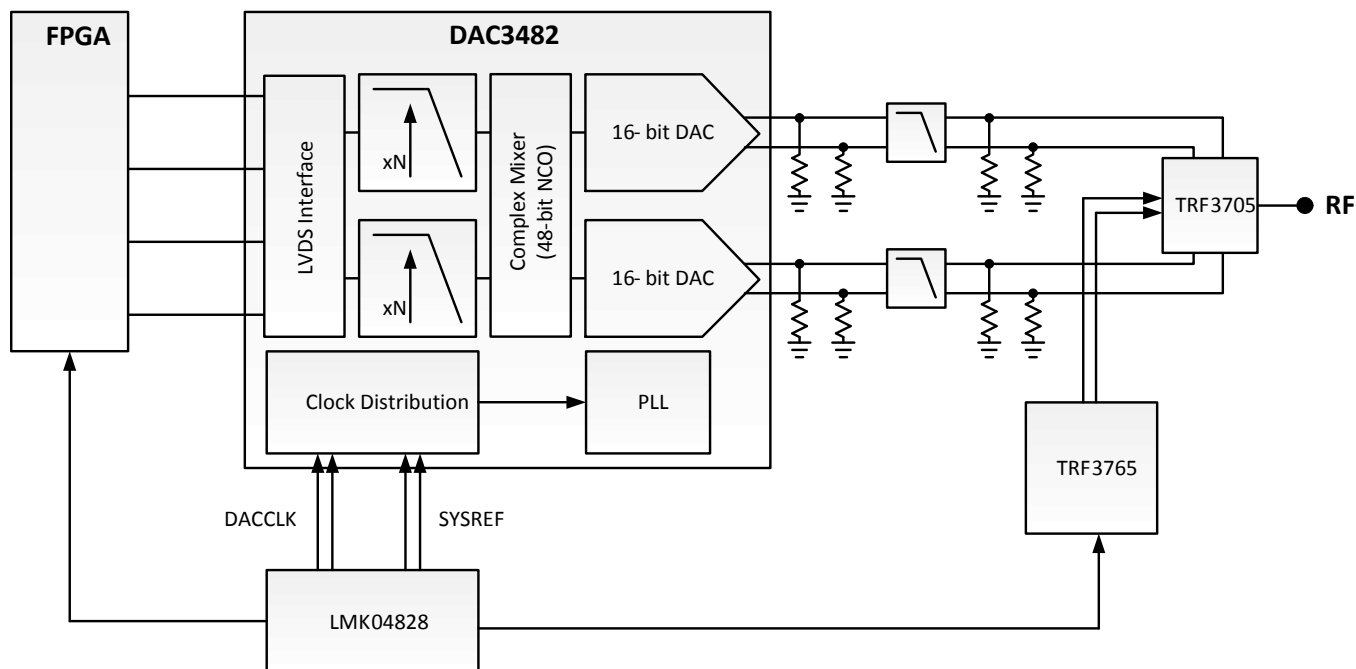 FPGA
DAC3482
LVDS Interface
xN
xN
Complex Mixer
(48-bit NCO)
16- bit DAC
16- bit DAC
TRF3705
RF
Clock Distribution
PLL
TRF3765
DACCLK
SYSREF
LMK04828